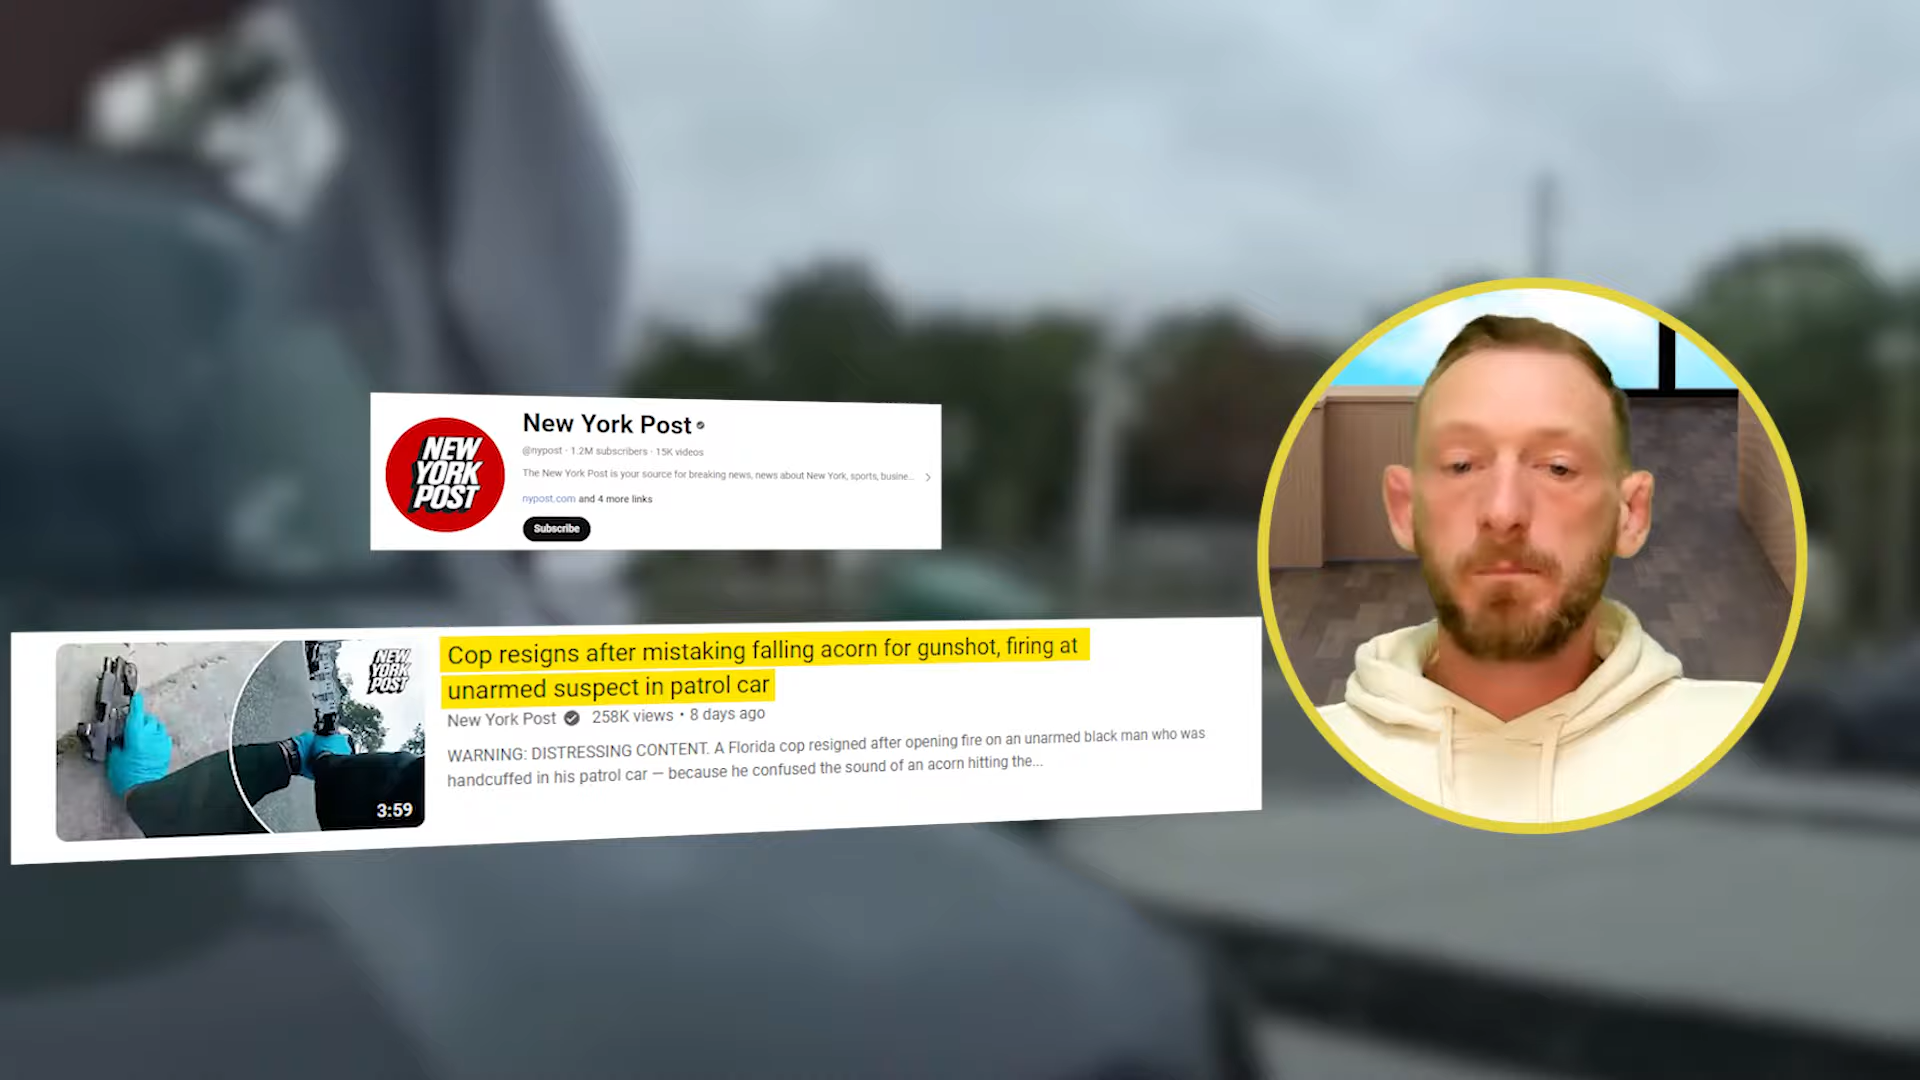 NEW
YORK
POST
New York Post
@nypost · 1.2M subscribers · 15K videos
The New York Post is your source for breaking news, news about New York, sports, busine...
nypost.com and 4 more links
Subscribe
NEW
YORK
POST
3:59
Cop resigns after mistaking falling acorn for gunshot, firing at
unarmed suspect in patrol car
New York Post 258K views • 8 days ago
WARNING: DISTRESSING CONTENT. A Florida cop resigned after opening fire on an unarmed black man who was
handcuffed in his patrol car — because he confused the sound of an acorn hitting the...